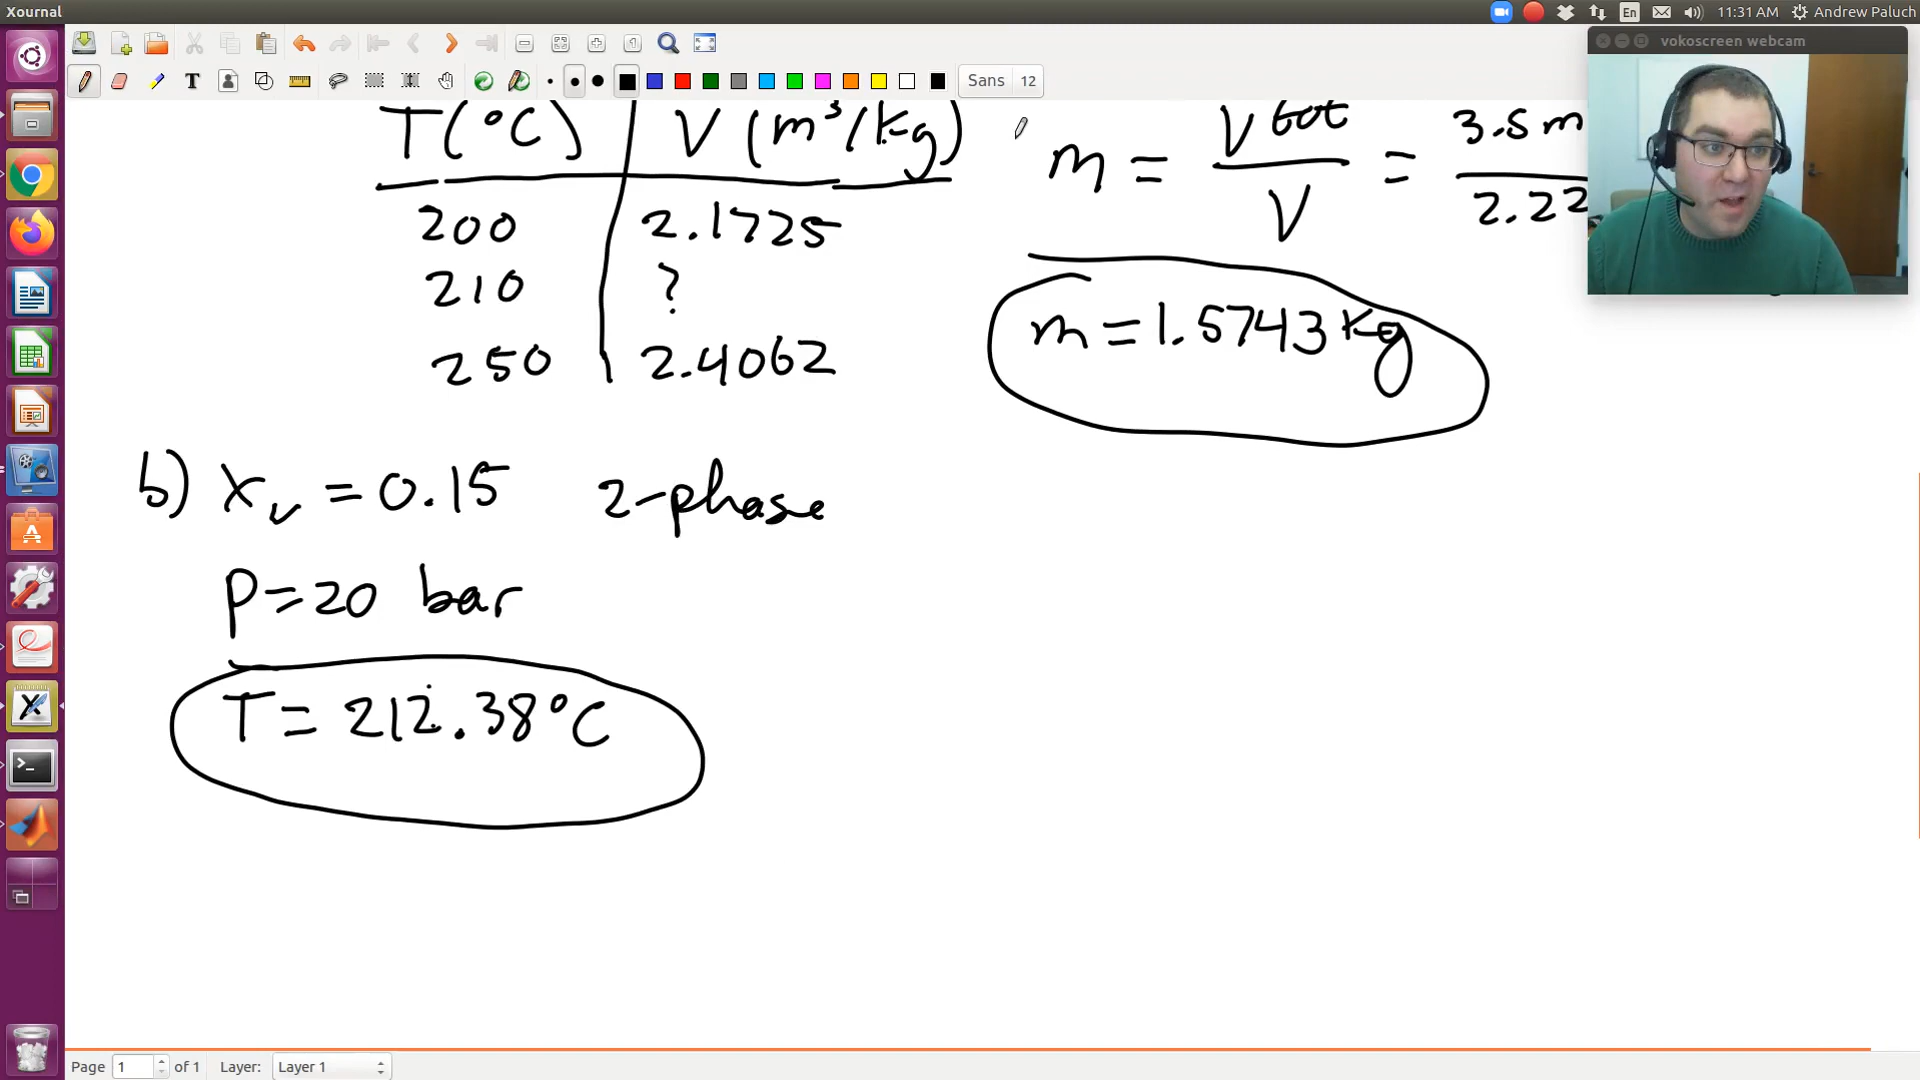 Xournal
En
11:31 AM
Andrew Paluch
vokoscreen webcam
Sans 12
T(°C) V (m³/kg)
200 2.1725
210 ?
250 2.4062
m = V tot / V = 3.5 m / 2.22
m = 1.5743 kg
b) xv = 0.15 2-phase
P = 20 bar
T = 212.38°C
Page 1 of 1 Layer: Layer 1